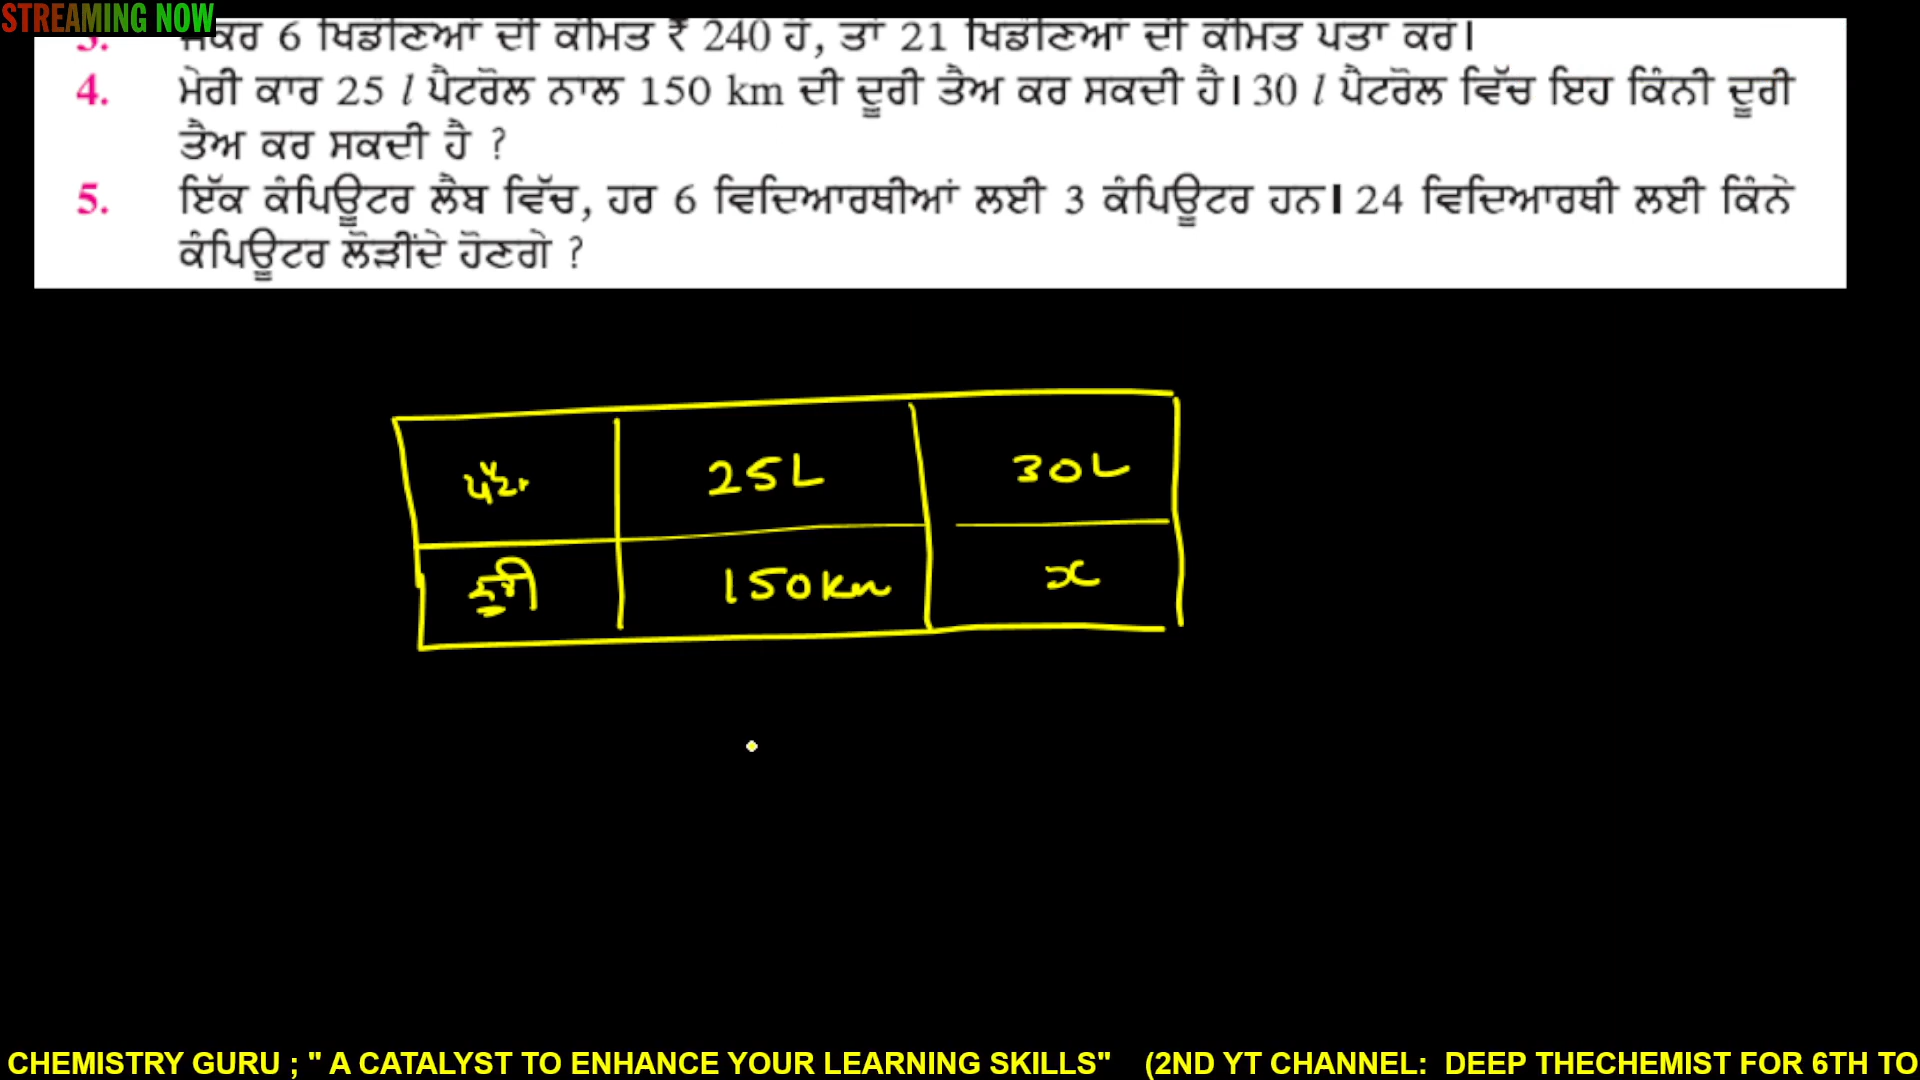 STREAMING NOW
3. ਜੇਕਰ 6 ਖਿਡੌਣਿਆਂ ਦੀ ਕੀਮਤ ₹ 240 ਹੈ, ਤਾਂ 21 ਖਿਡੌਣਿਆਂ ਦੀ ਕੀਮਤ ਪਤਾ ਕਰੋ।
4. ਮੇਰੀ ਕਾਰ 25 l ਪੈਟਰੋਲ ਨਾਲ 150 km ਦੀ ਦੂਰੀ ਤੈਅ ਕਰ ਸਕਦੀ ਹੈ। 30 l ਪੈਟਰੋਲ ਵਿੱਚ ਇਹ ਕਿੰਨੀ ਦੂਰੀ
ਤੈਅ ਕਰ ਸਕਦੀ ਹੈ ?
5. ਇੱਕ ਕੰਪਿਊਟਰ ਲੈਬ ਵਿੱਚ, ਹਰ 6 ਵਿਦਿਆਰਥੀਆਂ ਲਈ 3 ਕੰਪਿਊਟਰ ਹਨ। 24 ਵਿਦਿਆਰਥੀ ਲਈ ਕਿੰਨੇ
ਕੰਪਿਊਟਰ ਲੋੜੀਂਦੇ ਹੋਣਗੇ ?
25L 30L
ਦੂਰੀ 150km x
CHEMISTRY GURU ; " A CATALYST TO ENHANCE YOUR LEARNING SKILLS" (2ND YT CHANNEL: DEEP THECHEMIST FOR 6TH TO